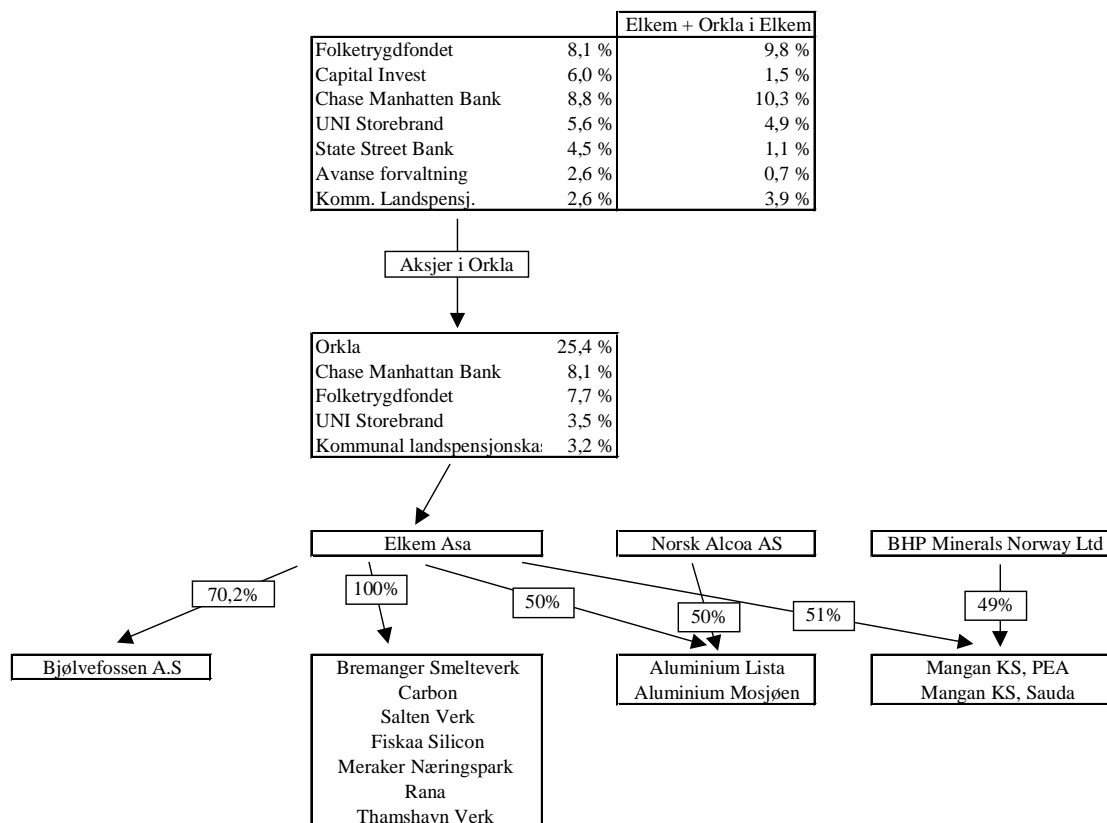 Elkem + Orkla i Elkem
Folketrygdfondet 8,1 % 9,8 %
Capital Invest 6,0 % 1,5 %
Chase Manhatten Bank 8,8 % 10,3 %
UNI Storebrand 5,6 % 4,9 %
State Street Bank 4,5 % 1,1 %
Avanse forvaltning 2,6 % 0,7 %
Komm. Landspensj. 2,6 % 3,9 %
Aksjer i Orkla
Orkla 25,4 %
Chase Manhattan Bank 8,1 %
Folketrygdfondet 7,7 %
UNI Storebrand 3,5 %
Kommunal landspensjonska 3,2 %
Elkem Asa Norsk Alcoa AS BHP Minerals Norway Ltd
70,2% 100% 50% 50% 51% 49%
Bjølvefossen A.S
Bremanger Smelteverk
Carbon
Salten Verk
Fiskaa Silicon
Meraker Næringspark
Rana
Thamshavn Verk
Aluminium Lista
Aluminium Mosjøen
Mangan KS, PEA
Mangan KS, Sauda